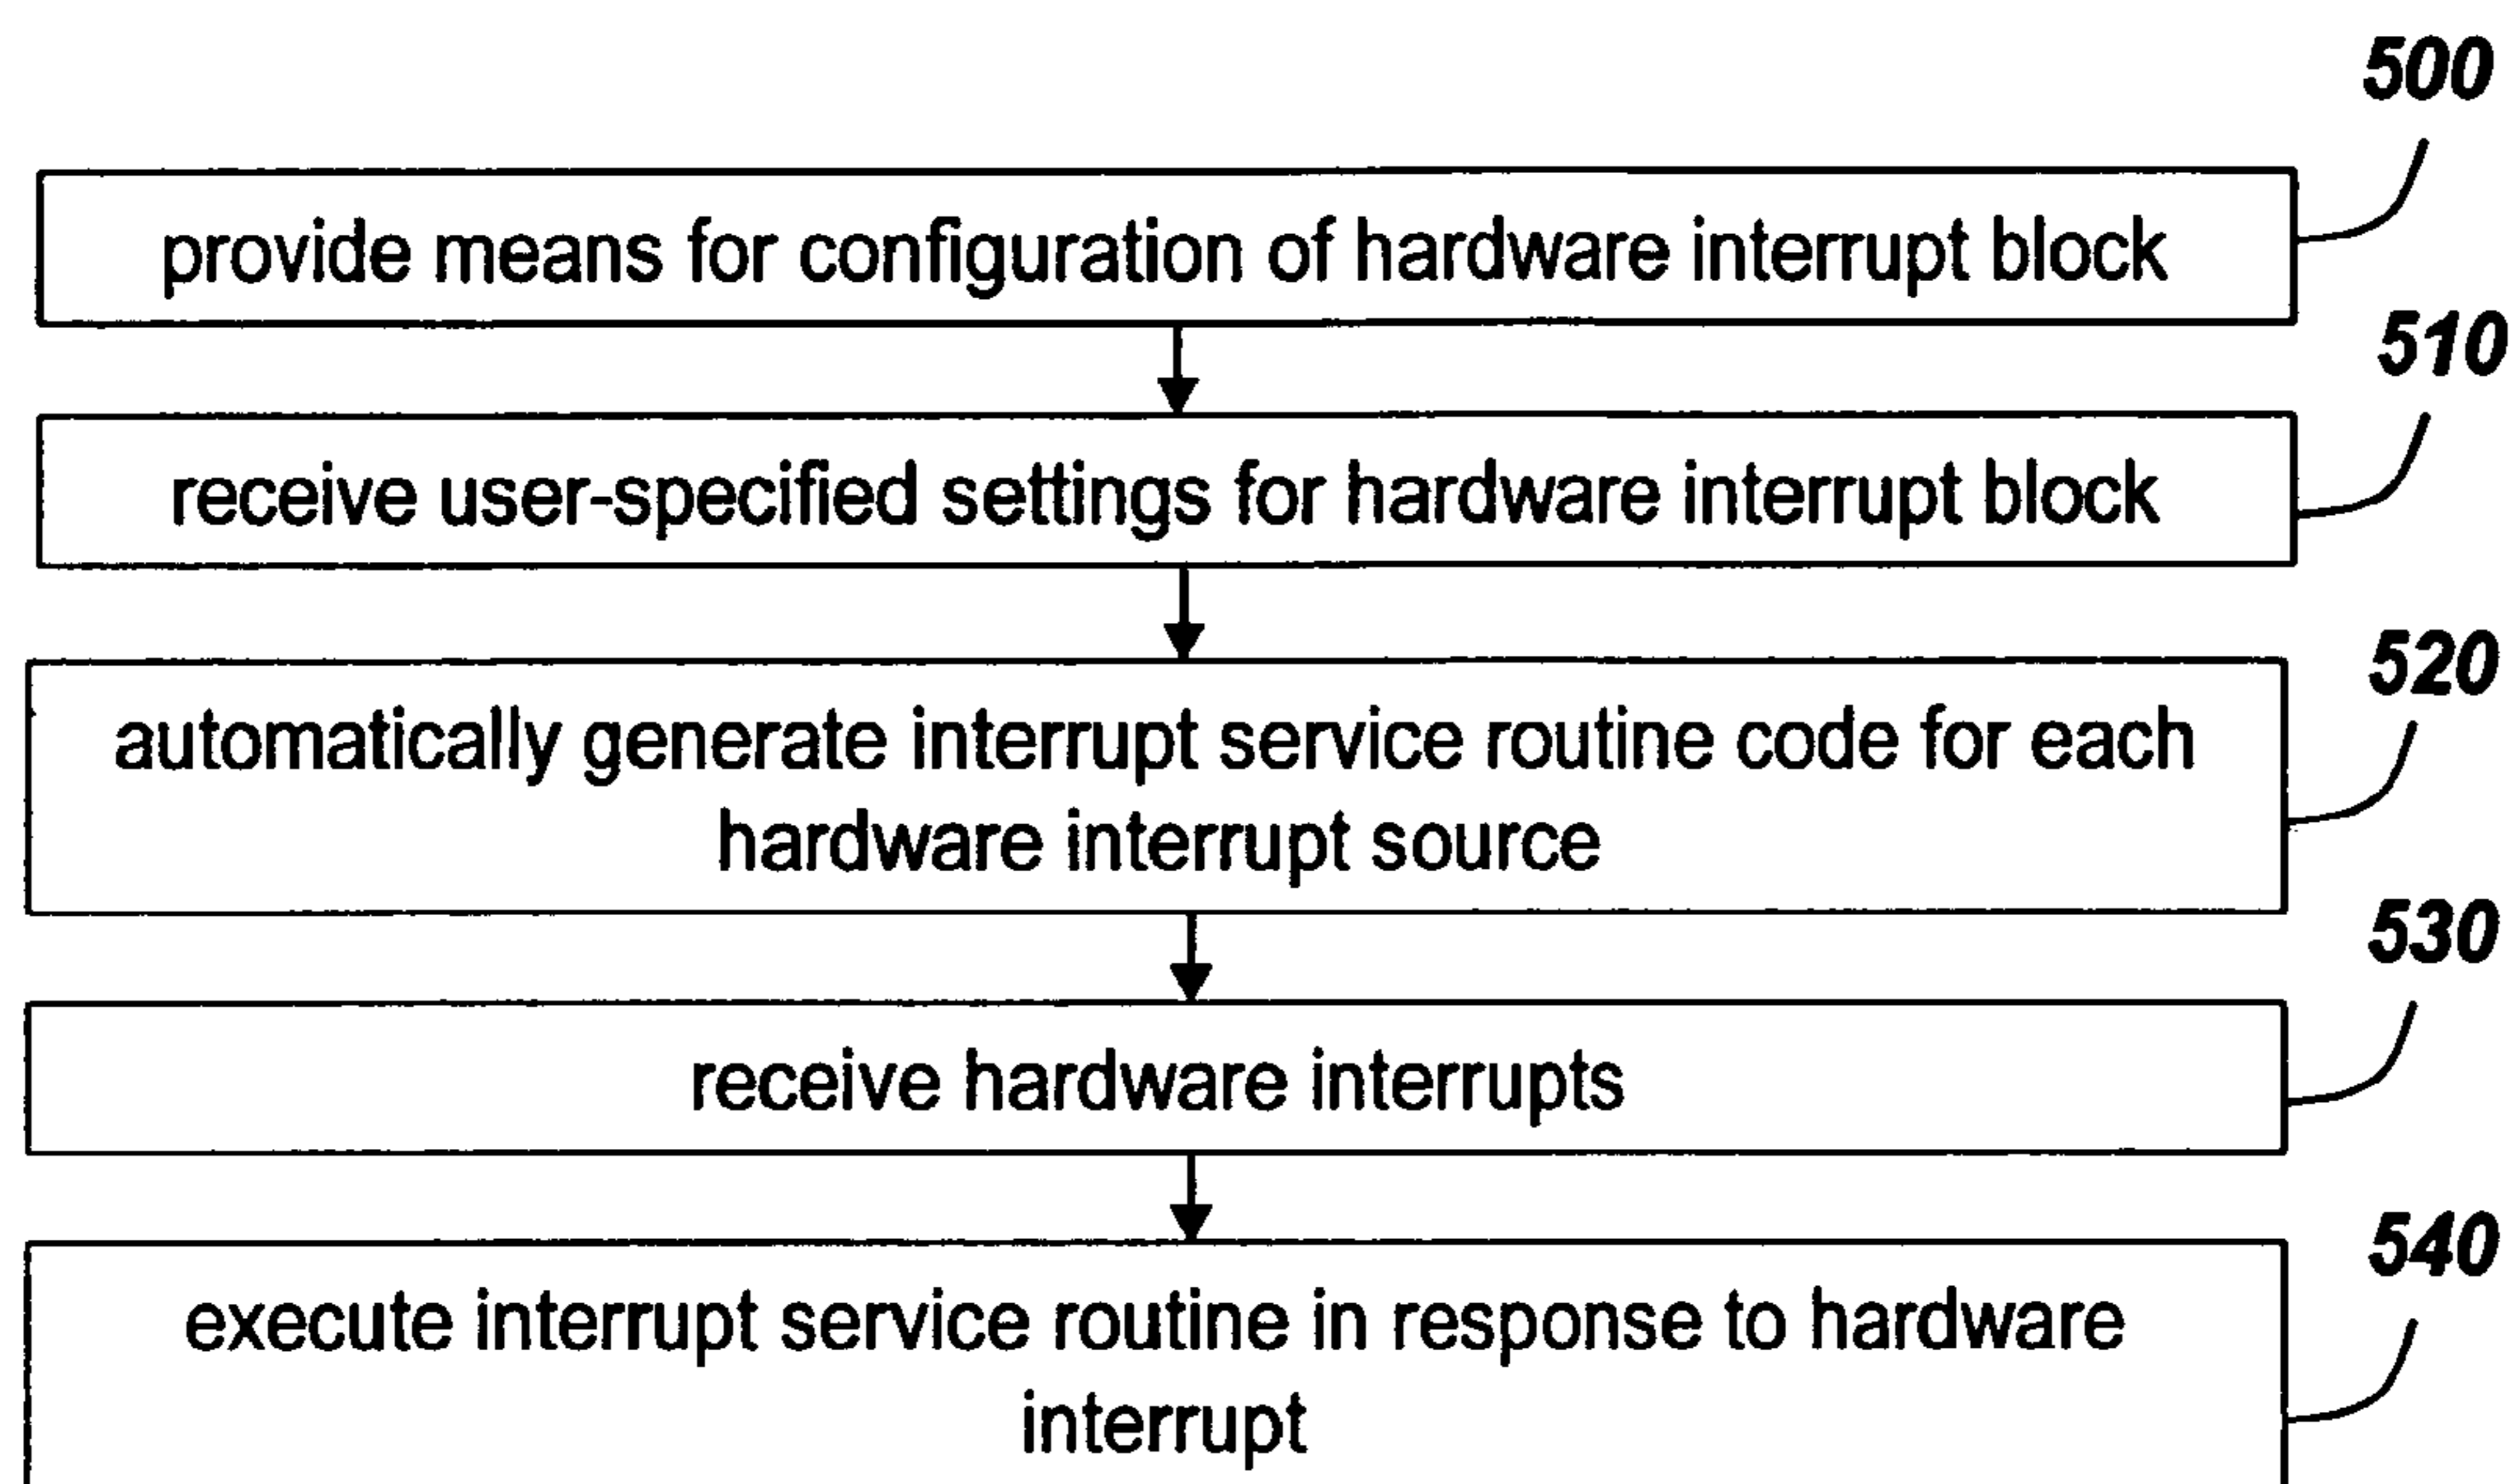 500
provide means for configuration of hardware interrupt block
510
receive user-specified settings for hardware interrupt block
520
automatically generate interrupt service routine code for each
hardware interrupt source
530
receive hardware interrupts
540
execute interrupt service routine in response to hardware
interrupt